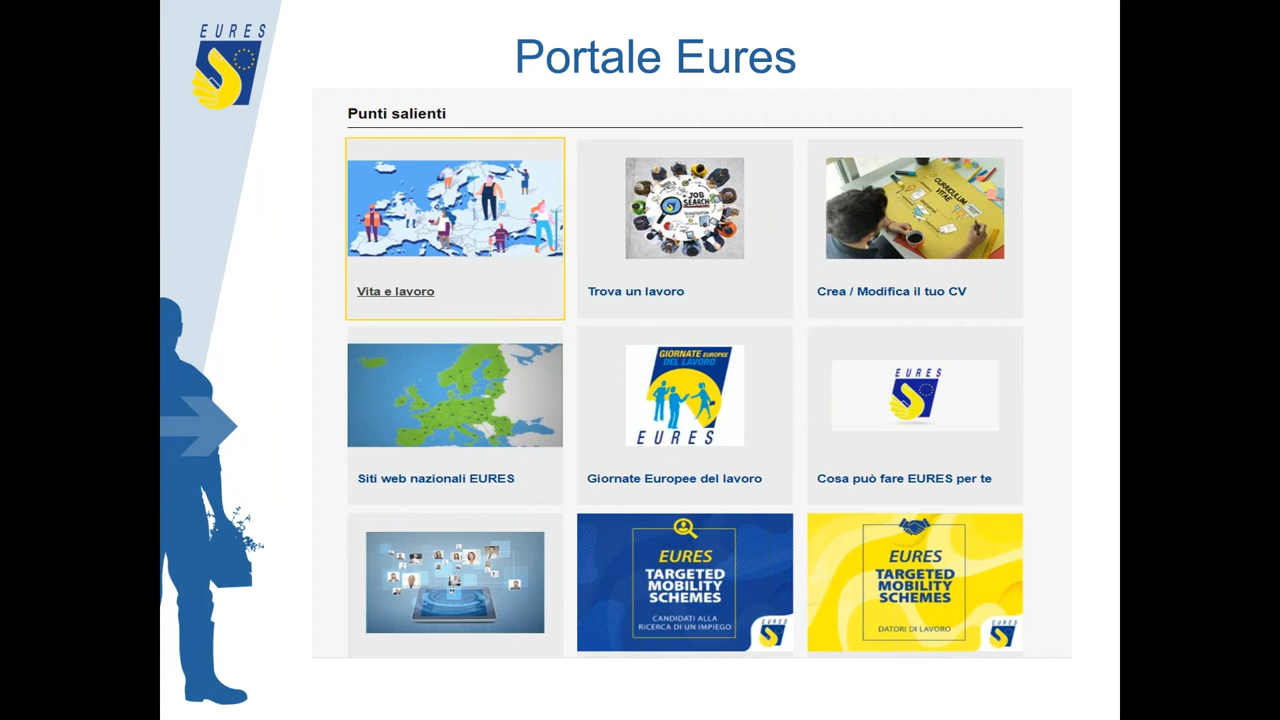 EURES
Portale Eures
Punti salienti
JOB
SEARCH
CURRICULUM
VITAE
Vita e lavoro
Trova un lavoro
Crea / Modifica il tuo CV
GIORNATE EUROPEE
DEL LAVORO
EURES
EURES
Siti web nazionali EURES
Giornate Europee del lavoro
Cosa può fare EURES per te
EURES
TARGETED
MOBILITY
SCHEMES
CANDIDATI ALLA
RICERCA DI UN IMPIEGO
EURES
EURES
TARGETED
MOBILITY
SCHEMES
DATORI DI LAVORO
EURES